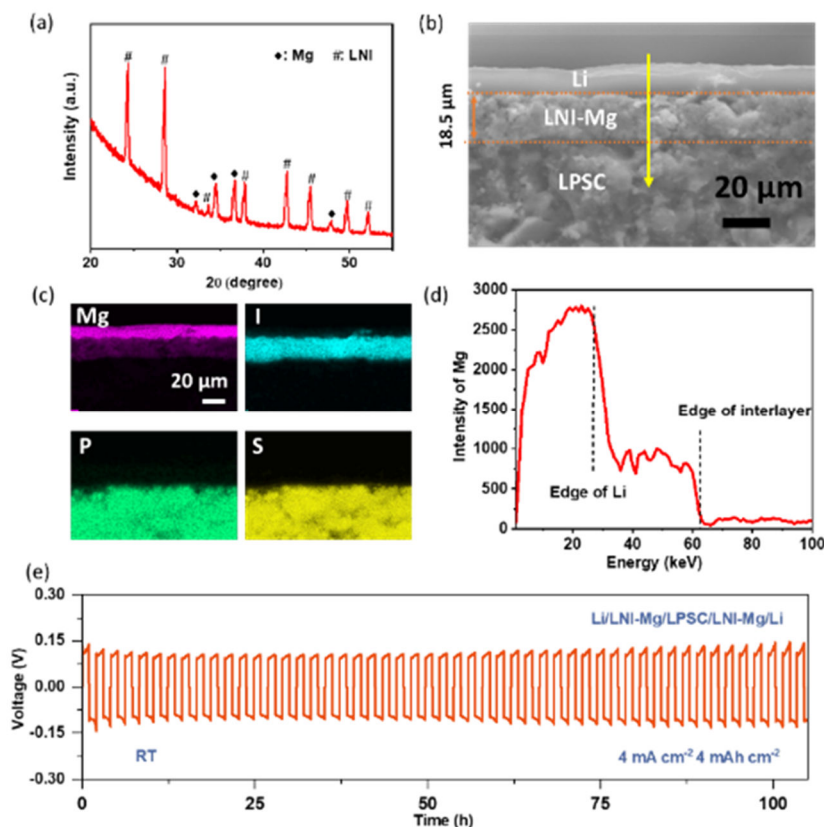 (a)
◆: Mg #: LNI
Intensity (a.u.)
# # ◆ # ◆ ◆ # # # ◆ # #
20 30 40 50
2θ (degree)
(b)
Li
LNI-Mg
LPSC
18.5 µm
20 µm
(c)
Mg
I
20 µm
P
S
(d)
Intensity of Mg
3000
2500
2000
1500
1000
500
0
Edge of interlayer
Edge of Li
20 40 60 80 100
Energy (keV)
(e)
Voltage (V)
0.30
0.15
0.00
-0.15
-0.30
Li/LNI-Mg/LPSC/LNI-Mg/Li
RT
4 mA cm⁻² 4 mAh cm⁻²
0 25 50 75 100
Time (h)